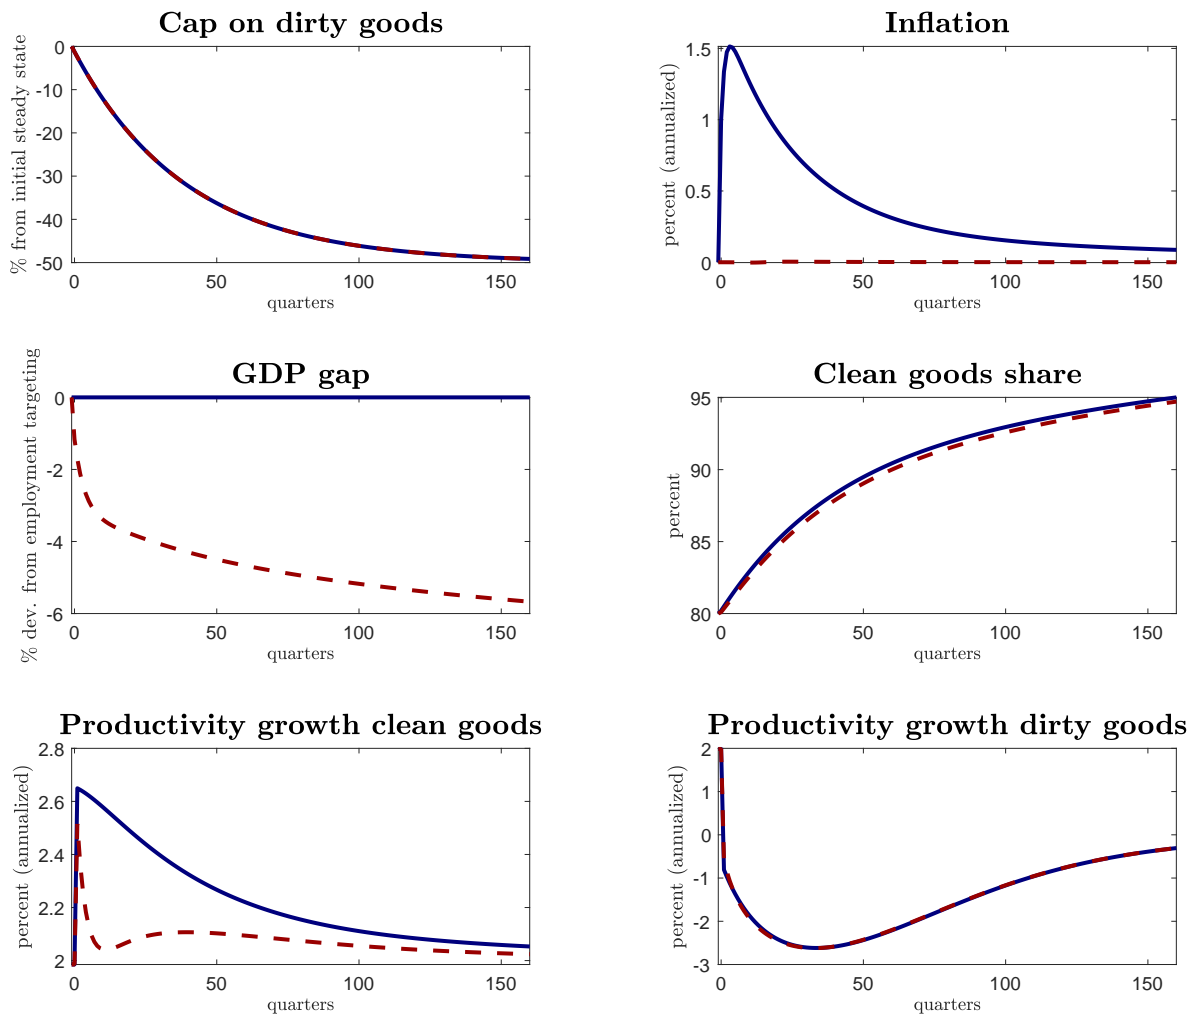 Cap on dirty goods
% from initial steady state
0
-10
-20
-30
-40
-50
0 50 100 150
quarters
Inflation
percent (annualized)
1.5
1
0.5
0
0 50 100 150
quarters
GDP gap
% dev. from employment targeting
0
-2
-4
-6
0 50 100 150
quarters
Clean goods share
percent
95
90
85
80
0 50 100 150
quarters
Productivity growth clean goods
percent (annualized)
2.8
2.6
2.4
2.2
2
0 50 100 150
quarters
Productivity growth dirty goods
percent (annualized)
2
1
0
-1
-2
-3
0 50 100 150
quarters